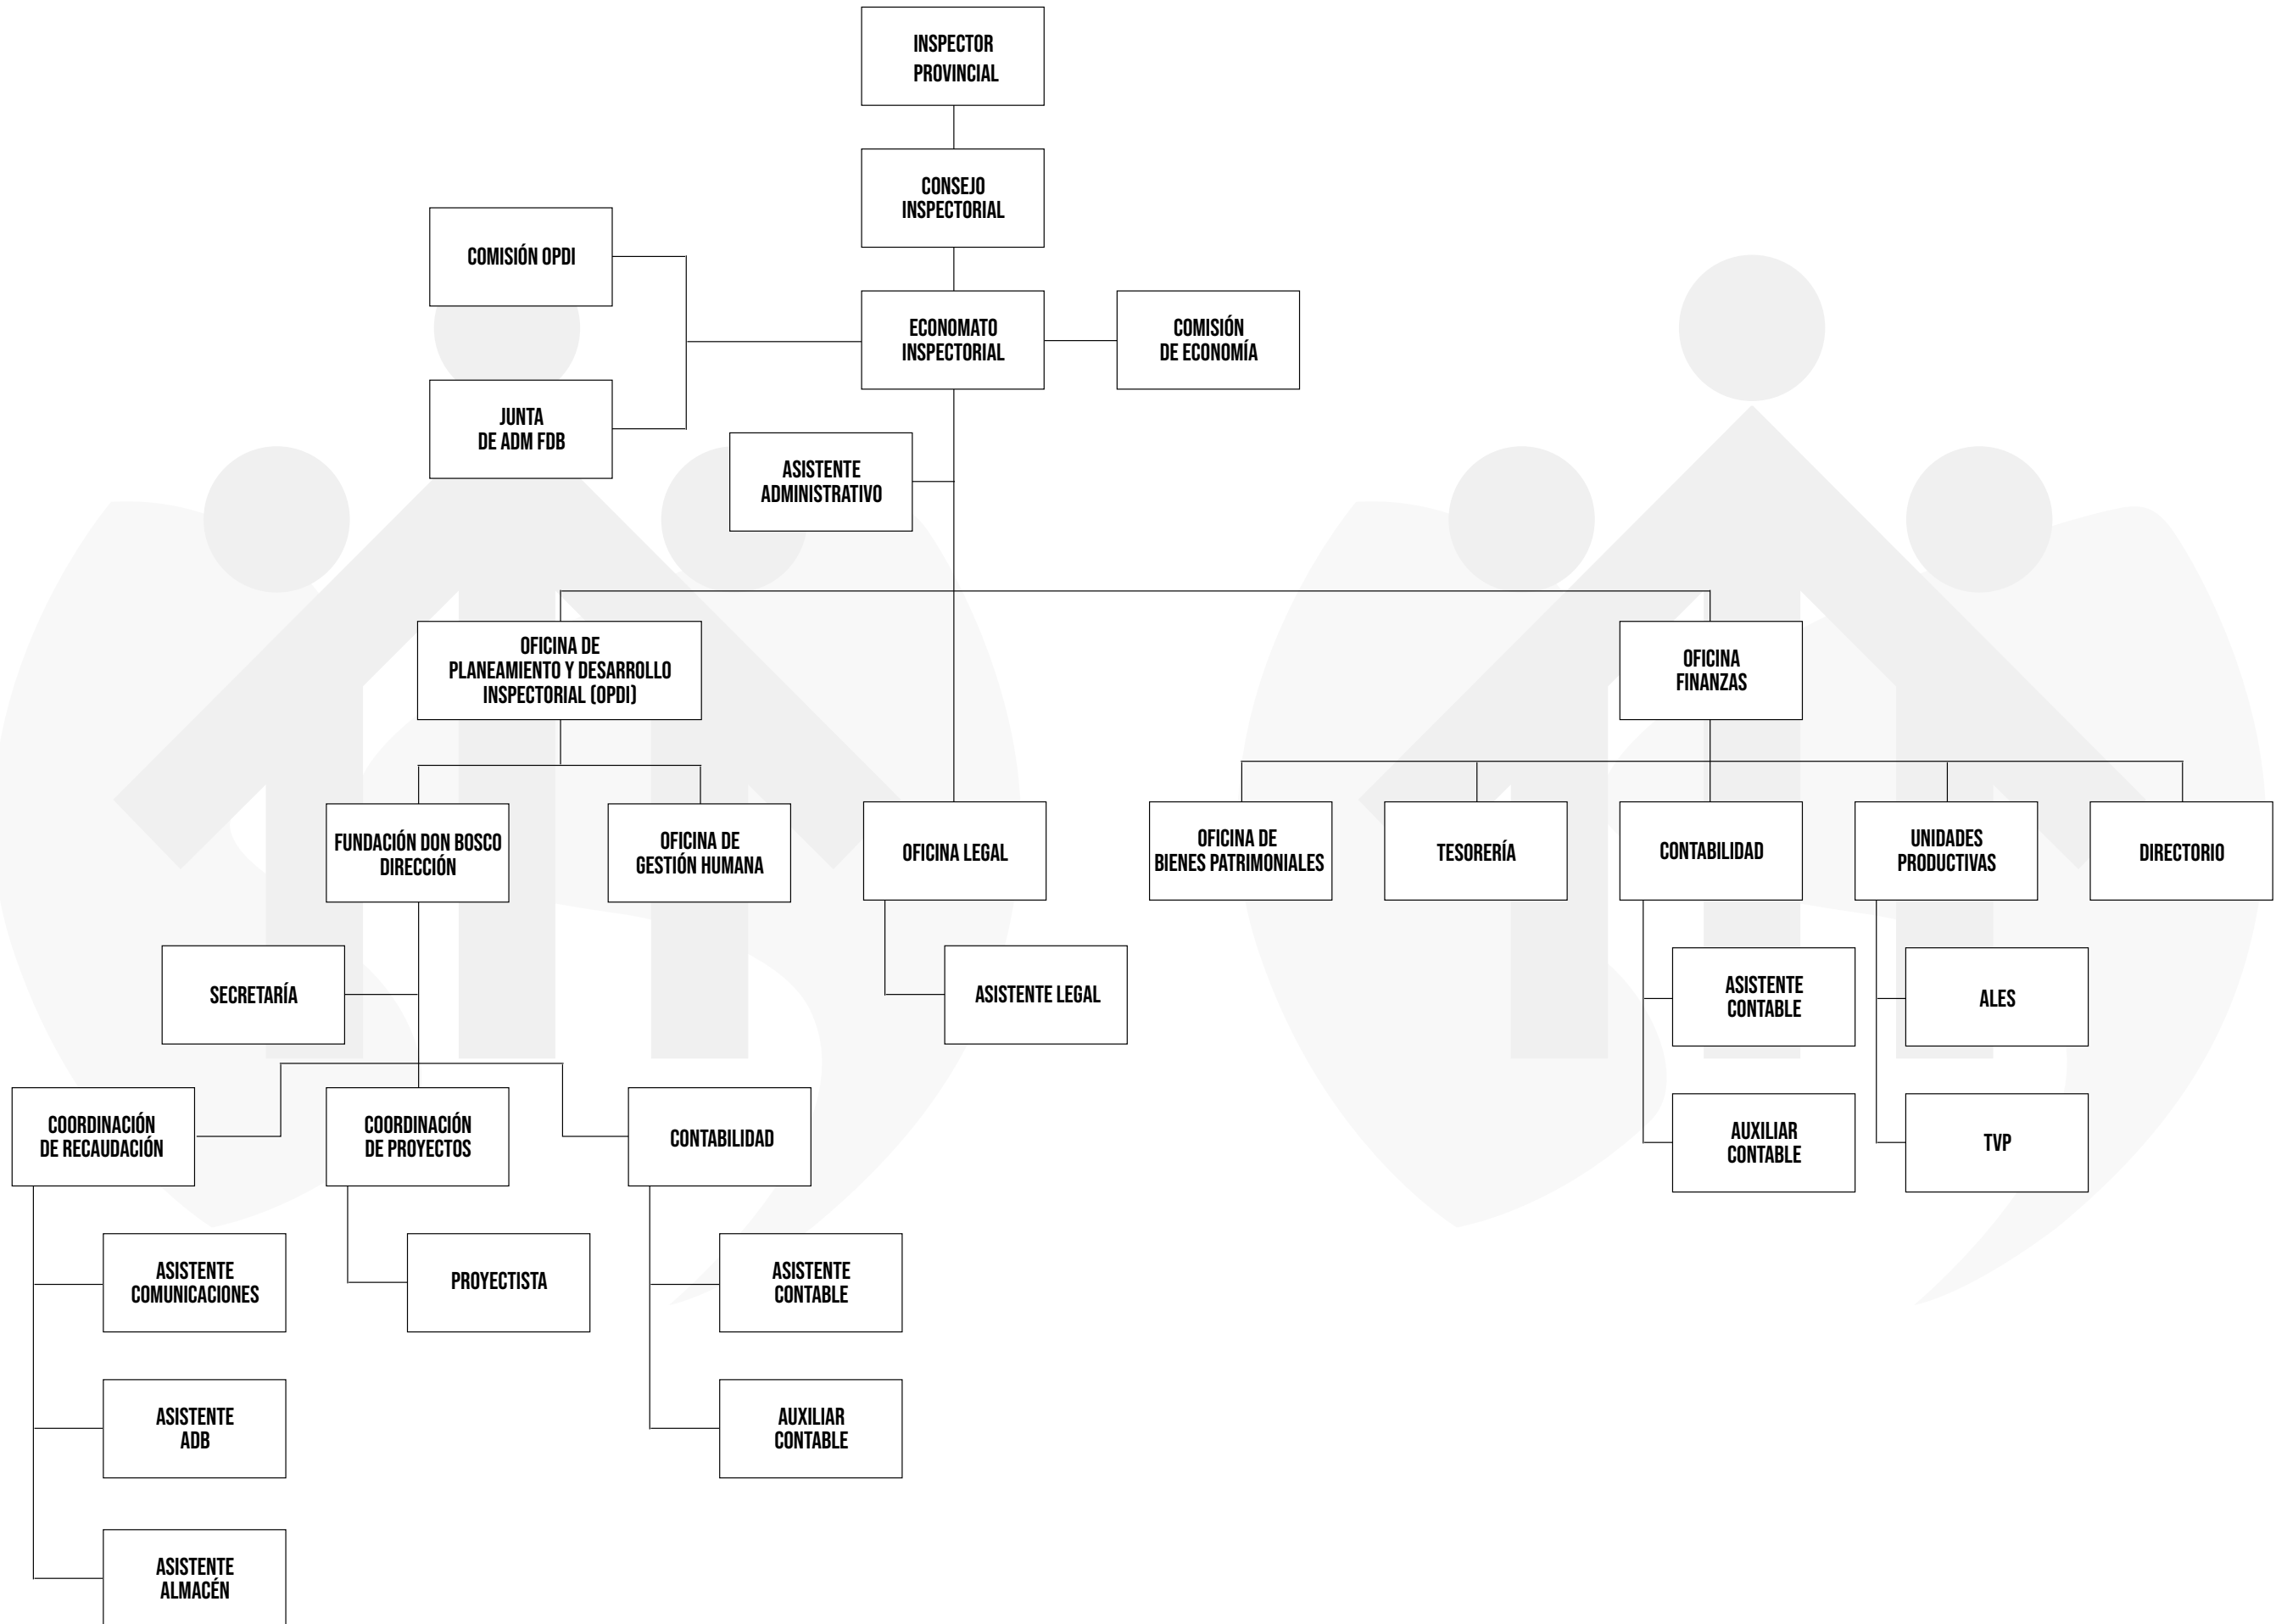 INSPECTOR
PROVINCIAL
CONSEJO
INSPECTORIAL
COMISIÓN OPDI
ECONOMATO
INSPECTORIAL
COMISIÓN
DE ECONOMÍA
JUNTA
DE ADM FDB
ASISTENTE
ADMINISTRATIVO
OFICINA DE
PLANEAMIENTO Y DESARROLLO
INSPECTORIAL (OPDI)
OFICINA
FINANZAS
FUNDACIÓN DON BOSCO
DIRECCIÓN
OFICINA DE
GESTIÓN HUMANA
OFICINA LEGAL
OFICINA DE
BIENES PATRIMONIALES
TESORERÍA
CONTABILIDAD
UNIDADES
PRODUCTIVAS
DIRECTORIO
SECRETARÍA
ASISTENTE LEGAL
ASISTENTE
CONTABLE
ALES
COORDINACIÓN
DE RECAUDACIÓN
COORDINACIÓN
DE PROYECTOS
CONTABILIDAD
AUXILIAR
CONTABLE
TVP
ASISTENTE
COMUNICACIONES
PROYECTISTA
ASISTENTE
CONTABLE
ASISTENTE
ADB
AUXILIAR
CONTABLE
ASISTENTE
ALMACÉN